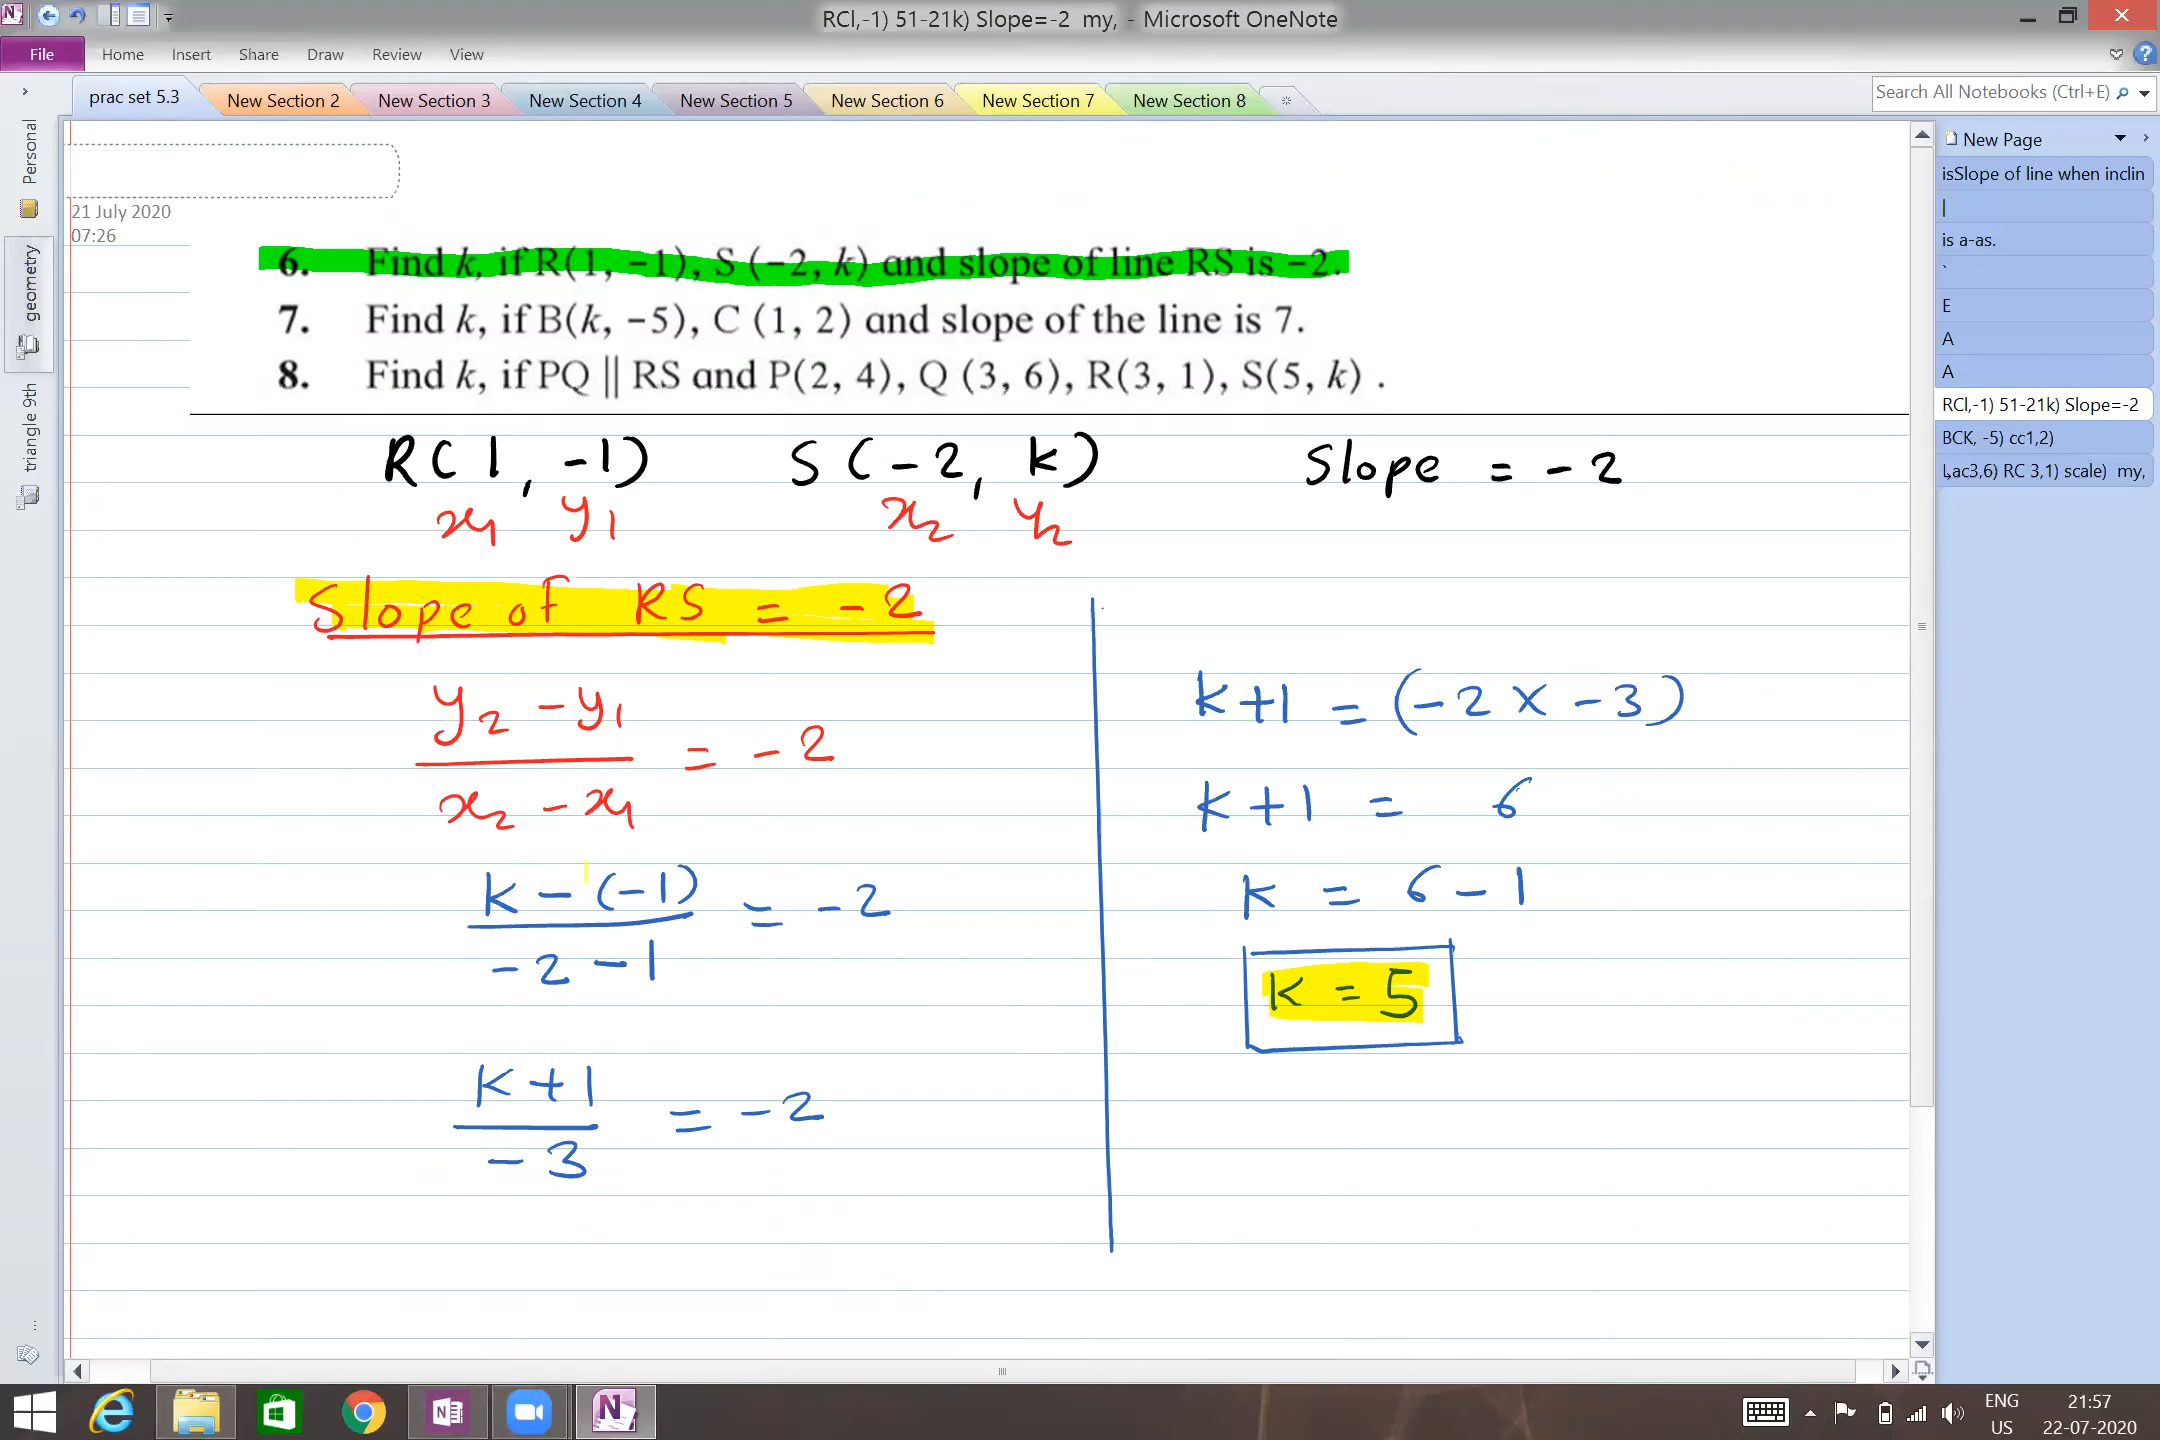 RCl,-1) 51-21k) Slope=-2 my, - Microsoft OneNote
File Home Insert Share Draw Review View
prac set 5.3 New Section 2 New Section 3 New Section 4 New Section 5 New Section 6 New Section 7 New Section 8
Search All Notebooks (Ctrl+E)
Personal
geometry
triangle 9th
21 July 2020
07:26
6. Find k, if R(1, −1), S (−2, k) and slope of line RS is −2.
7. Find k, if B(k, −5), C (1, 2) and slope of the line is 7.
8. Find k, if PQ || RS and P(2, 4), Q (3, 6), R(3, 1), S(5, k) .
R(1, -1) S(-2, k) Slope = -2
x1 y1 x2 y2
Slope of RS = -2
y2 - y1
= -2
x2 - x1
k - (-1)
= -2
-2 - 1
k + 1
= -2
-3
k+1 = (-2 × -3)
k+1 = 6
k = 6 - 1
k = 5
New Page
isSlope of line when inclin
|
is a-as.
`
E
A
A
RCl,-1) 51-21k) Slope=-2
BCK, -5) cc1,2)
↳ac3,6) RC 3,1) scale) my,
ENG
US
21:57
22-07-2020